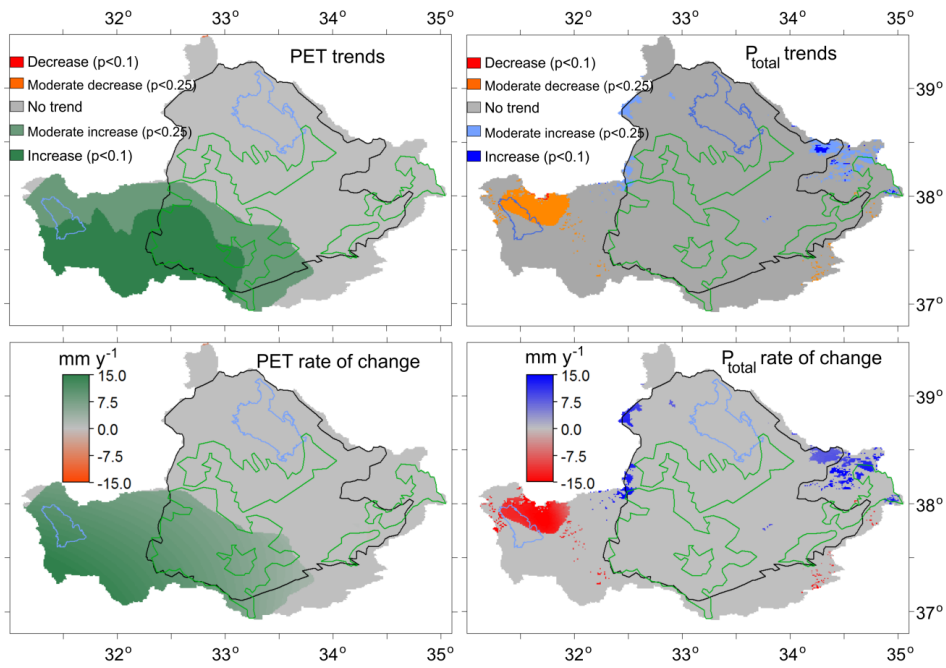 32° 33° 34° 35° 32° 33° 34° 35°
PET trends
Decrease (p<0.1)
Moderate decrease (p<0.25)
No trend
Moderate increase (p<0.25)
Increase (p<0.1)
P total trends
Decrease (p<0.1)
Moderate decrease (p<0.25)
No trend
Moderate increase (p<0.25)
Increase (p<0.1)
39°
38°
37°
PET rate of change
mm y-1
15.0
7.5
0.0
-7.5
-15.0
P total rate of change
mm y-1
15.0
7.5
0.0
-7.5
-15.0
39°
38°
37°
32° 33° 34° 35° 32° 33° 34° 35°